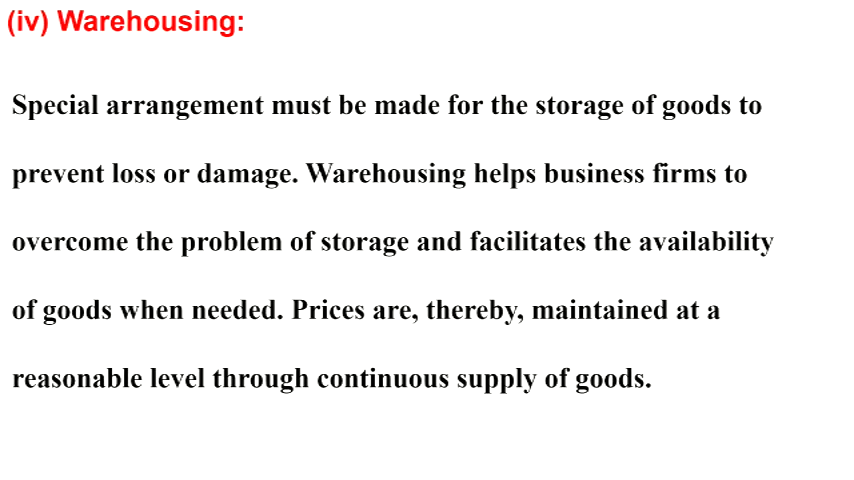 (iv) Warehousing:
Special arrangement must be made for the storage of goods to
prevent loss or damage. Warehousing helps business firms to
overcome the problem of storage and facilitates the availability
of goods when needed. Prices are, thereby, maintained at a
reasonable level through continuous supply of goods.